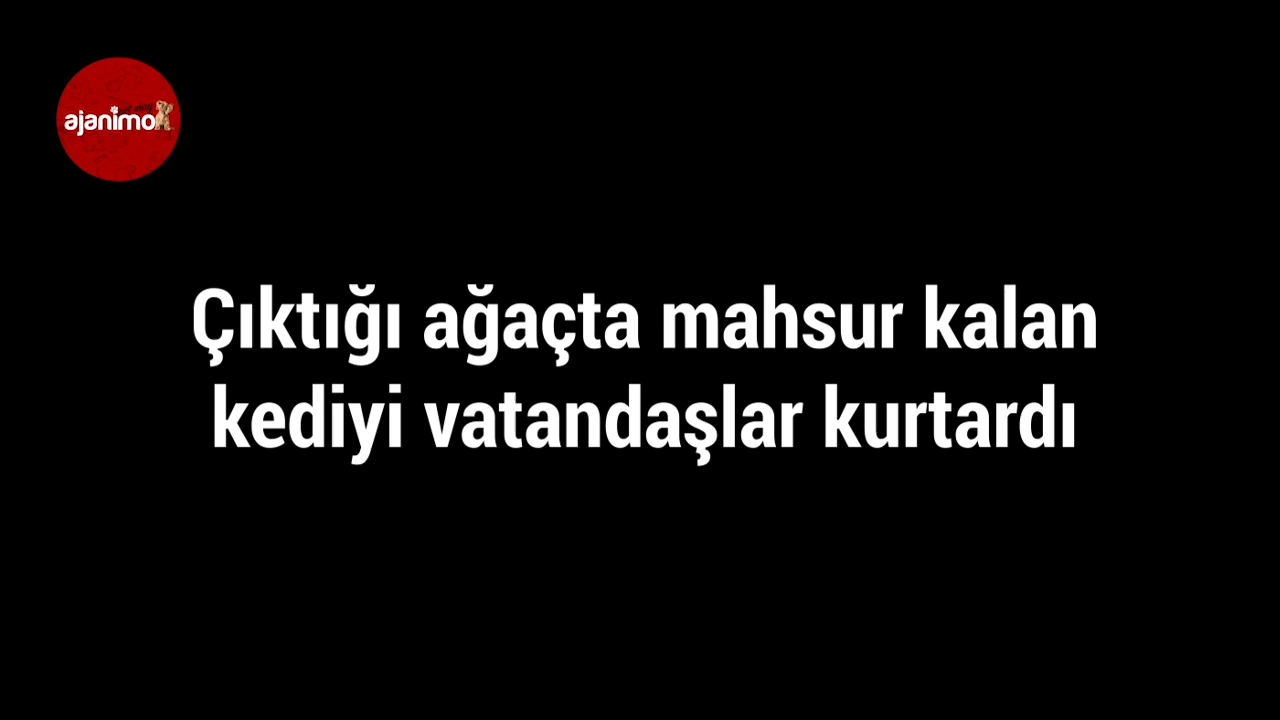 ajanimo
Çıktığı ağaçta mahsur kalan
kediyi vatandaşlar kurtardı